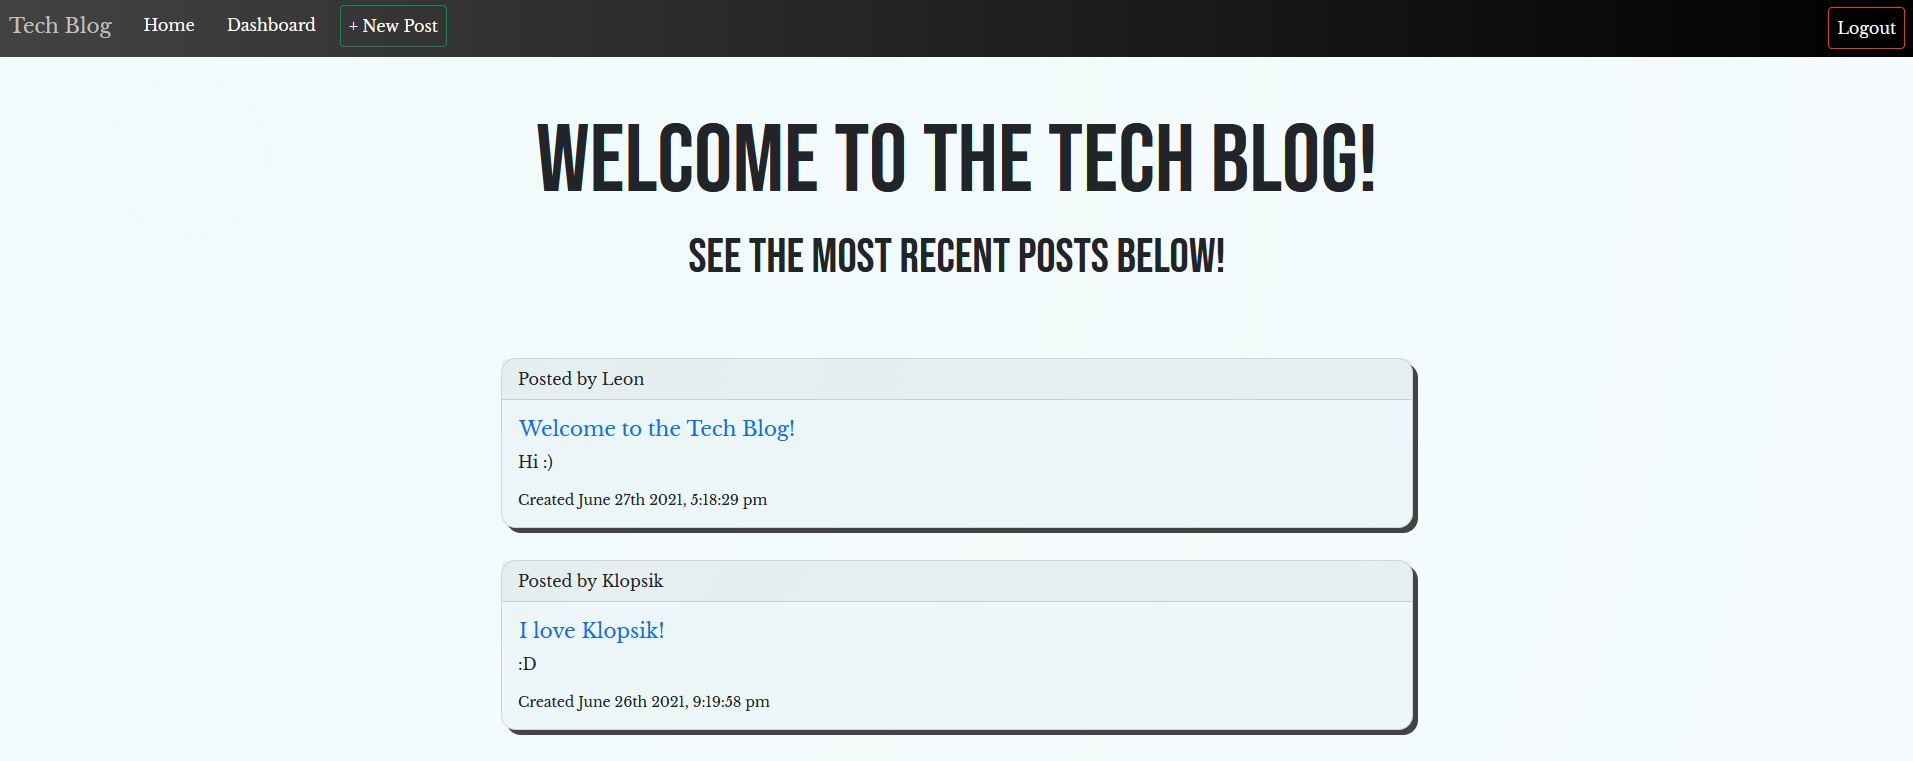 Tech Blog Home Dashboard + New Post Logout
WELCOME TO THE TECH BLOG!
SEE THE MOST RECENT POSTS BELOW!
Posted by Leon
Welcome to the Tech Blog!
Hi :)
Created June 27th 2021, 5:18:29 pm
Posted by Klopsik
I love Klopsik!
:D
Created June 26th 2021, 9:19:58 pm